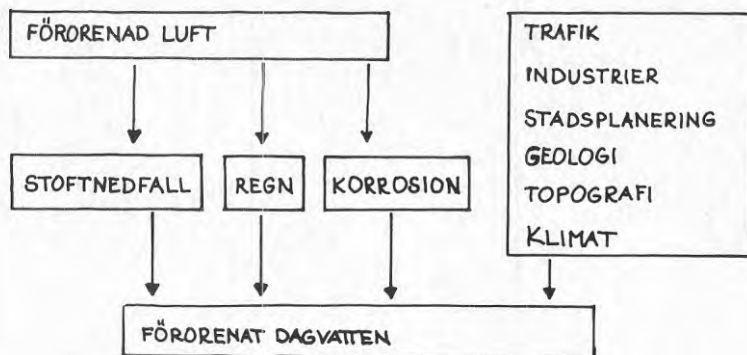 FÖRORENAD LUFT
STOFTNEDFALL
REGN
KORROSION
TRAFIK
INDUSTRIER
STADSPLANERING
GEOLOGI
TOPOGRAFI
KLIMAT
FÖRORENAT DAGVATTEN